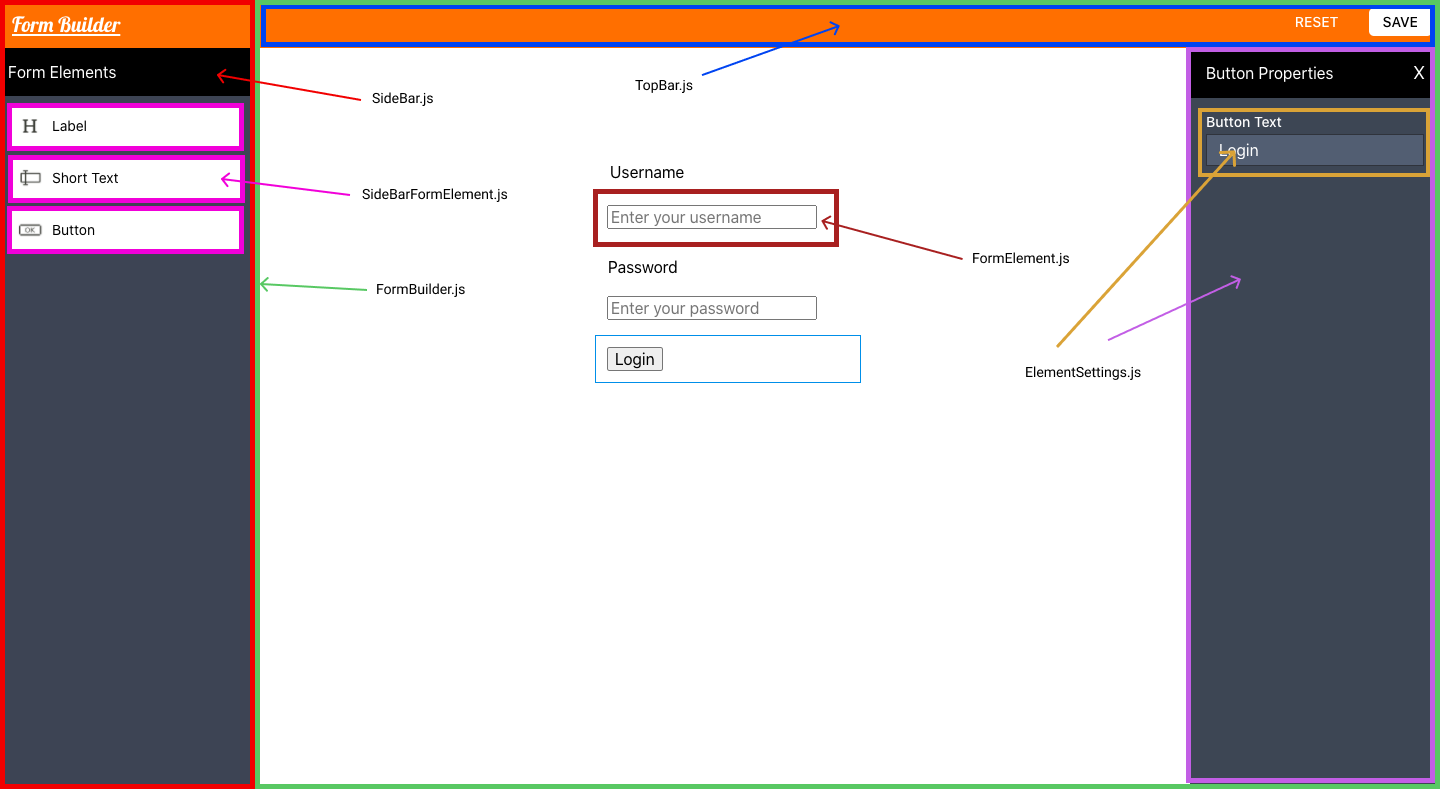 Form Builder
RESET
SAVE
Form Elements
Button Properties
X
TopBar.js
SideBar.js
Label
Button Text
Login
Short Text
SideBarFormElement.js
Username
Enter your username
Button
FormElement.js
Password
FormBuilder.js
Enter your password
Login
ElementSettings.js
H
OK